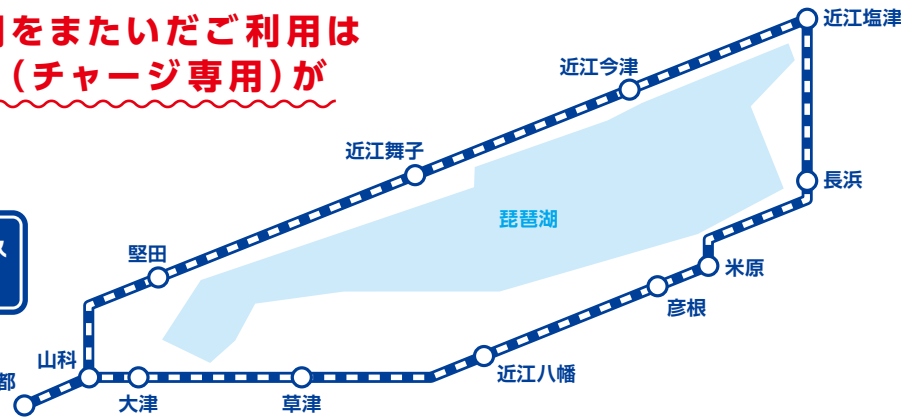 をまたいだご利用は
(チャージ専用)が
近江塩津
近江今津
近江舞子
長浜
琵琶湖
堅田
米原
彦根
山科
近江八幡
都
大津
草津